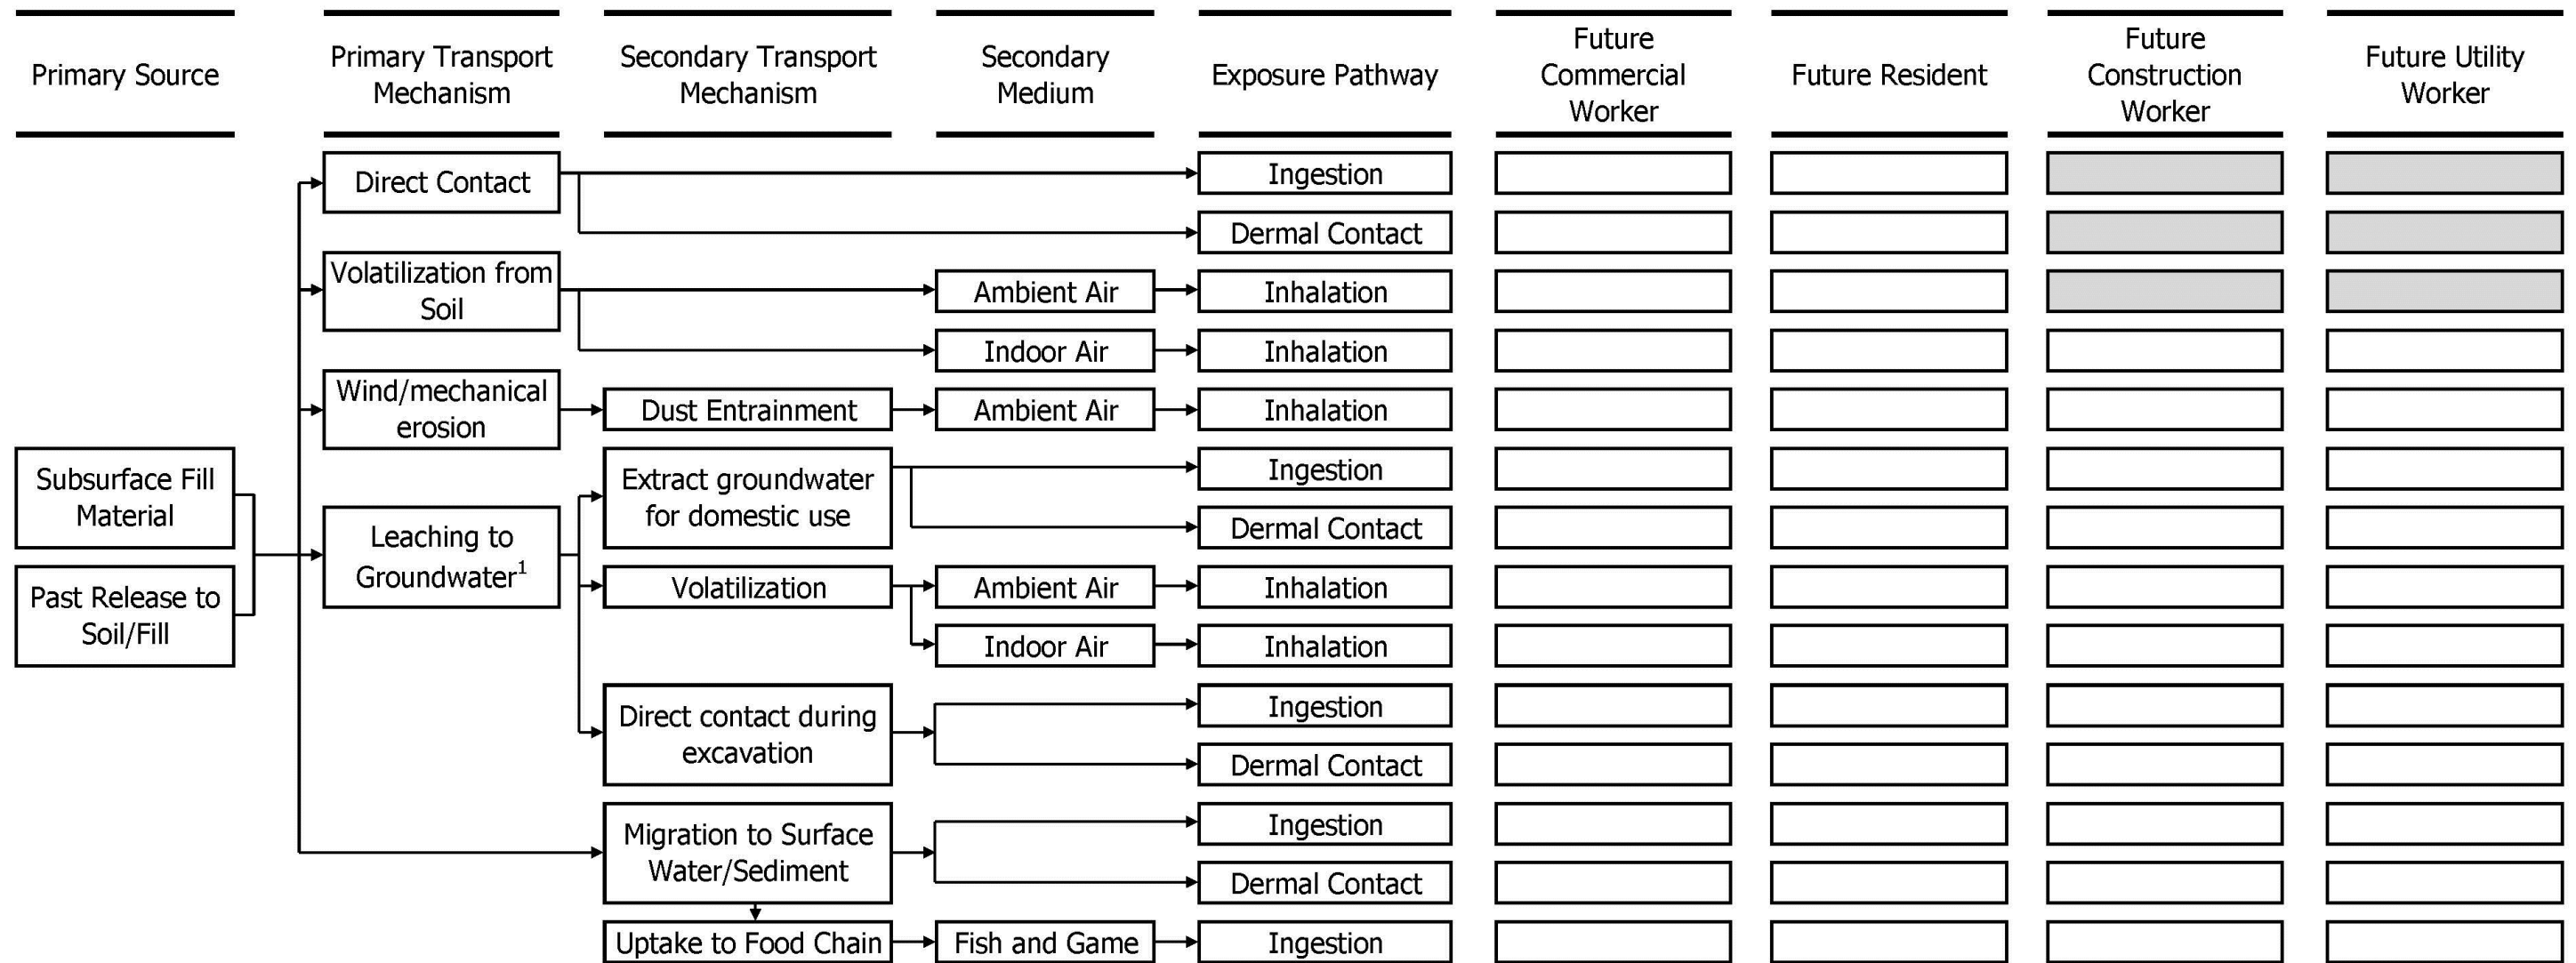 Primary Source
Primary Transport
Mechanism
Secondary Transport
Mechanism
Secondary
Medium
Exposure Pathway
Future
Commercial
Worker
Future Resident
Future
Construction
Worker
Future Utility
Worker
Direct Contact
Ingestion
Dermal Contact
Volatilization from
Soil
Ambient Air
Inhalation
Indoor Air
Inhalation
Wind/mechanical
erosion
Dust Entrainment
Ambient Air
Inhalation
Subsurface Fill
Material
Past Release to
Soil/Fill
Leaching to
Groundwater¹
Extract groundwater
for domestic use
Ingestion
Dermal Contact
Volatilization
Ambient Air
Inhalation
Indoor Air
Inhalation
Direct contact during
excavation
Ingestion
Dermal Contact
Migration to Surface
Water/Sediment
Ingestion
Dermal Contact
Uptake to Food Chain
Fish and Game
Ingestion